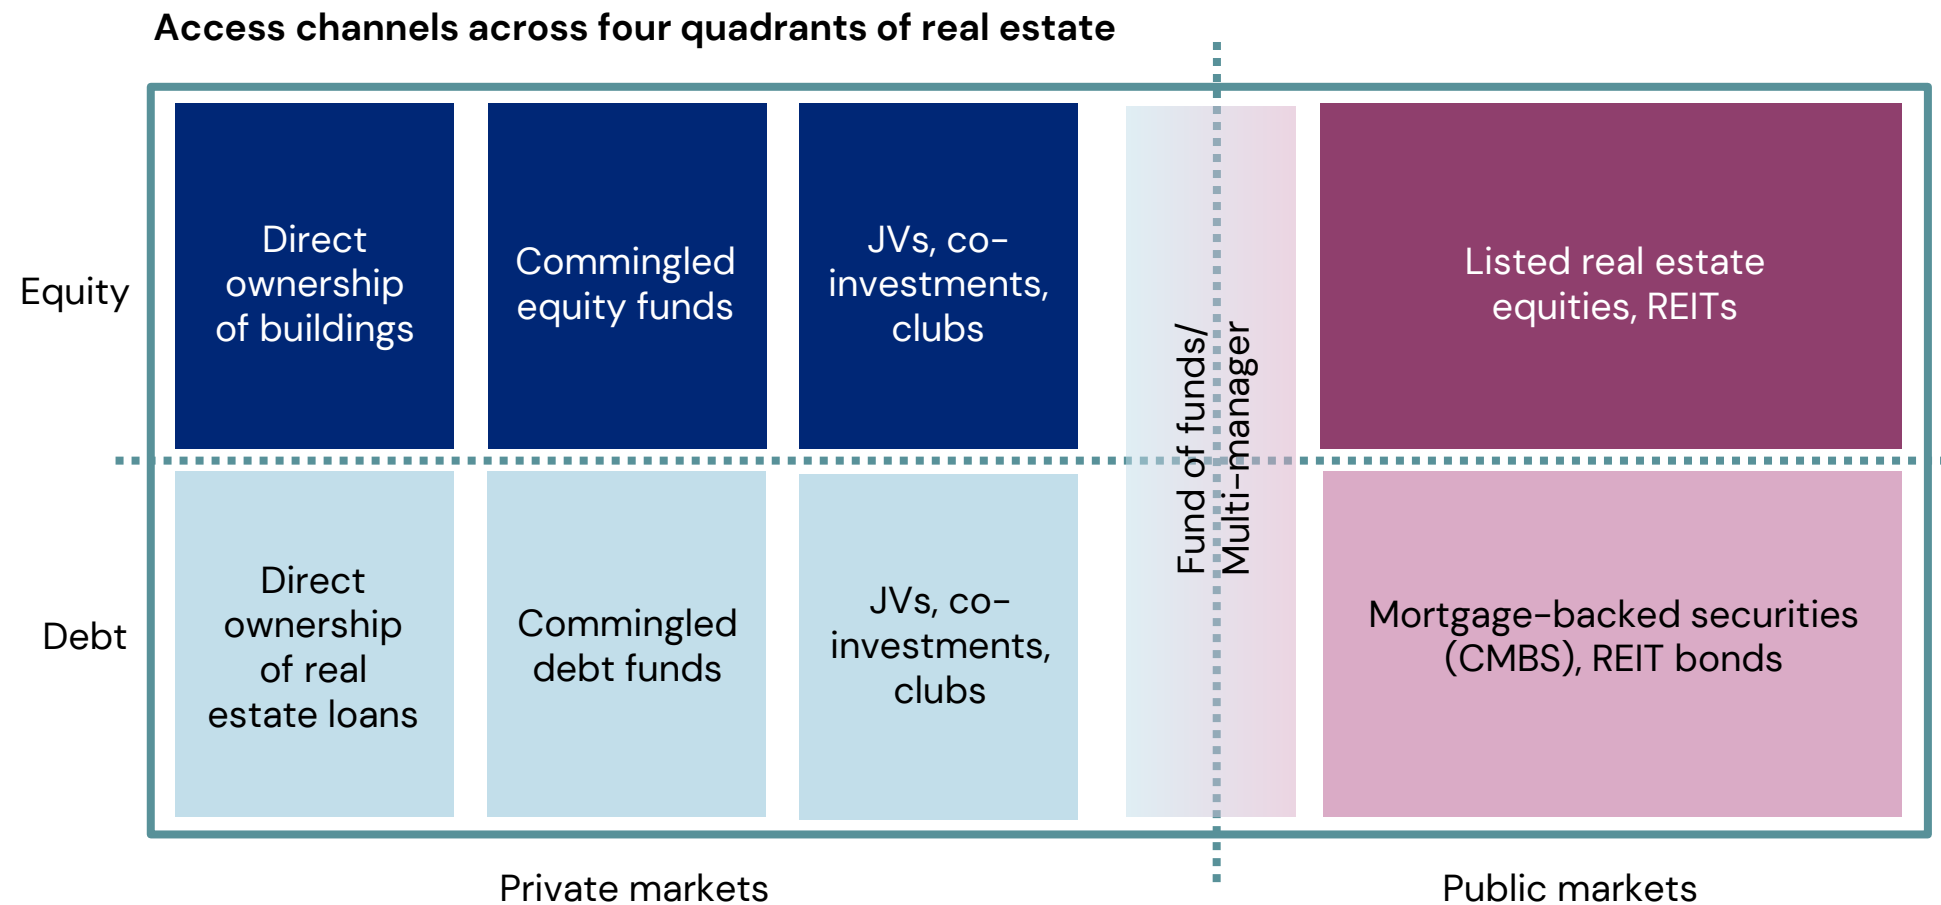 Access channels across four quadrants of real estate
Equity
Direct
ownership
of buildings
Commingled
equity funds
JVs, co-
investments,
clubs
Fund of funds/
Multi-manager
Listed real estate
equities, REITs
Debt
Direct
ownership
of real
estate loans
Commingled
debt funds
JVs, co-
investments,
clubs
Mortgage-backed securities
(CMBS), REIT bonds
Private markets
Public markets